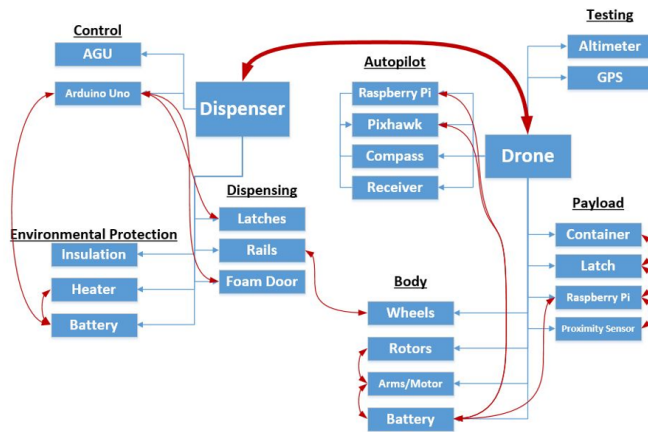 Control
AGU
Arduino Uno
Dispenser
Autopilot
Raspberry Pi
Pixhawk
Compass
Receiver
Testing
Altimeter
GPS
Drone
Dispensing
Latches
Rails
Foam Door
Environmental Protection
Insulation
Heater
Battery
Body
Wheels
Rotors
Arms/Motor
Battery
Payload
Container
Latch
Raspberry Pi
Proximity Sensor